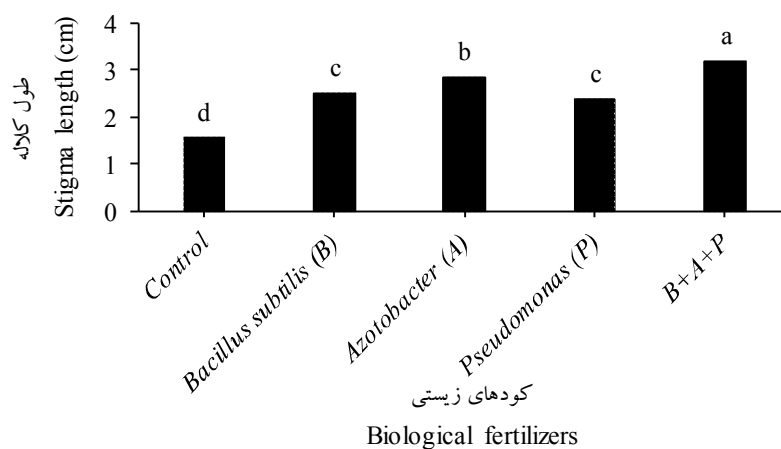 طول کلاله
Stigma length (cm)
4
3
2
1
0
d
c
b
c
a
Control
Bacillus subtilis (B)
Azotobacter (A)
Pseudomonas (P)
B+A+P
کودهای زیستی
Biological fertilizers